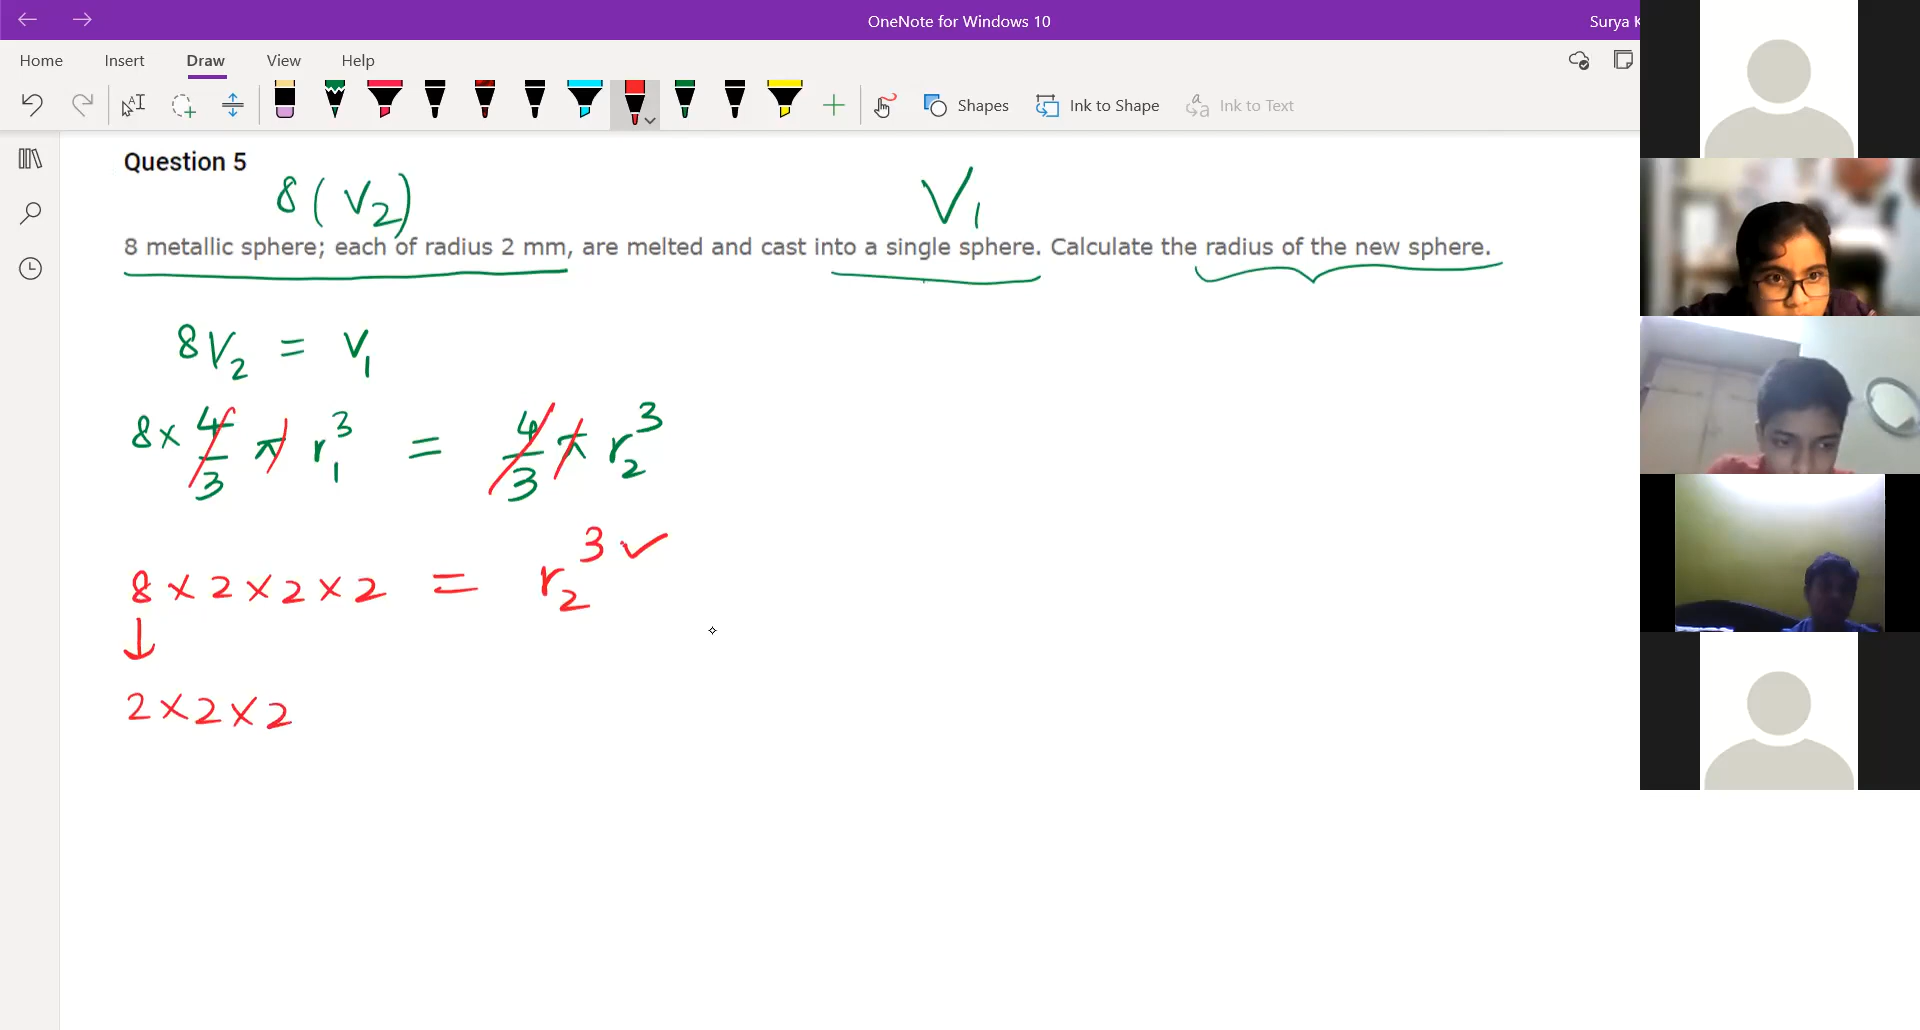 OneNote for Windows 10
Surya K
Home Insert Draw View Help
Shapes Ink to Shape Ink to Text
Question 5
8 ( V2 ) V1
8 metallic sphere; each of radius 2 mm, are melted and cast into a single sphere. Calculate the radius of the new sphere.
8V2 = V1
8 × 4/3 π r1^3 = 4/3 π r2^3
8 × 2 × 2 × 2 = r2^3 ✓
↓
2 × 2 × 2